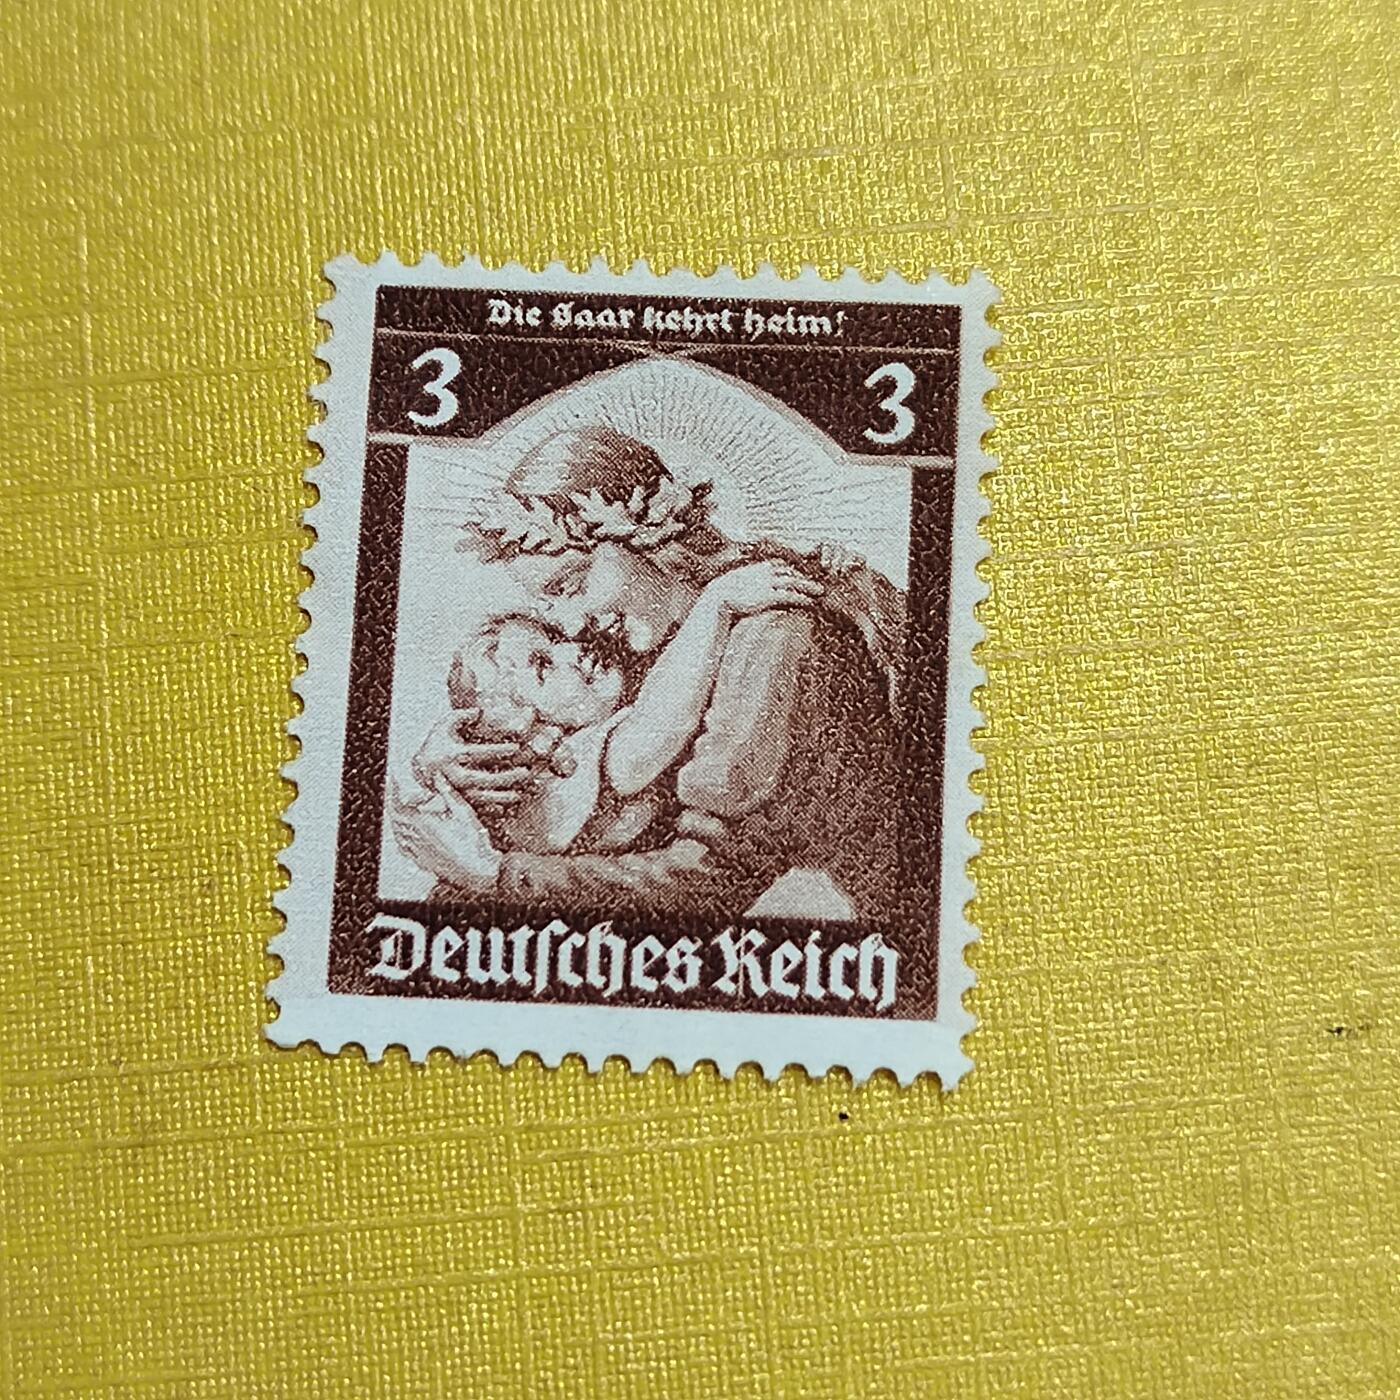 Die Saar kehrt heim!
3 3
Deutſches Reich